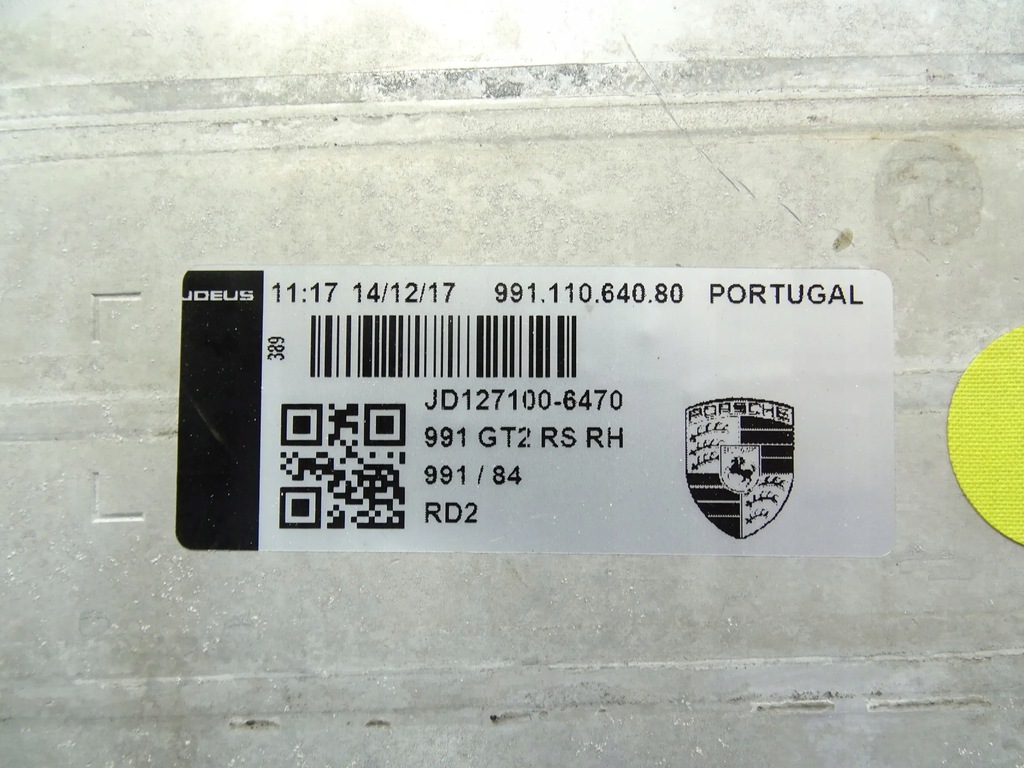 JDEUS 11:17 14/12/17 991.110.640.80 PORTUGAL
389
JD127100-6470
991 GT2 RS RH
991 / 84
RD2
PORSCHE